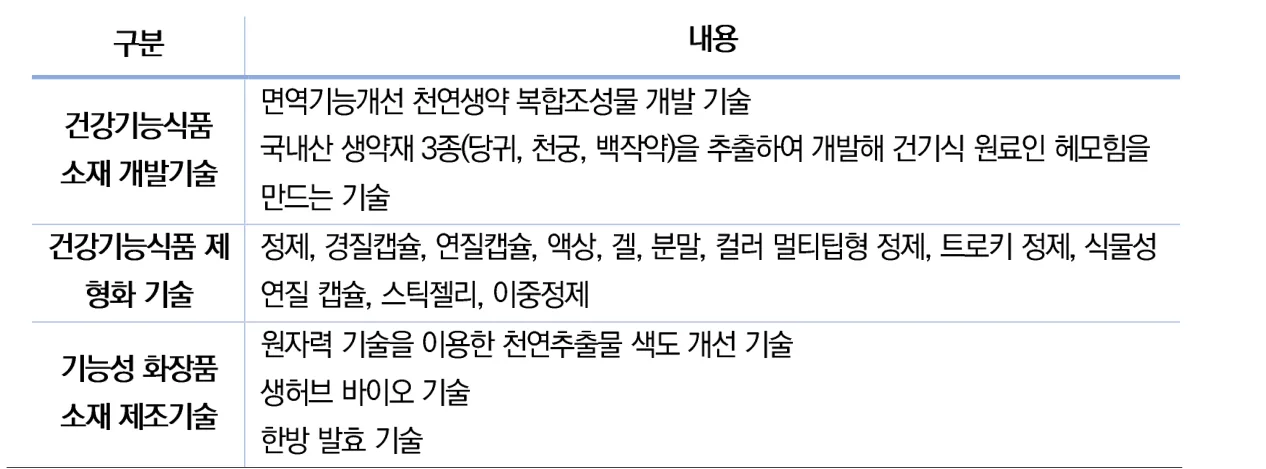 구분
내용
건강기능식품
소재 개발기술
면역기능개선 천연생약 복합조성물 개발 기술
국내산 생약재 3종(당귀, 천궁, 백작약)을 추출하여 개발해 건기식 원료인 헤모힘을
만드는 기술
건강기능식품 제
형화 기술
정제, 경질캡슐, 연질캡슐, 액상, 겔, 분말, 컬러 멀티팁형 정제, 트로키 정제, 식물성
연질 캡슐, 스틱젤리, 이중정제
기능성 화장품
소재 제조기술
원자력 기술을 이용한 천연추출물 색도 개선 기술
생허브 바이오 기술
한방 발효 기술